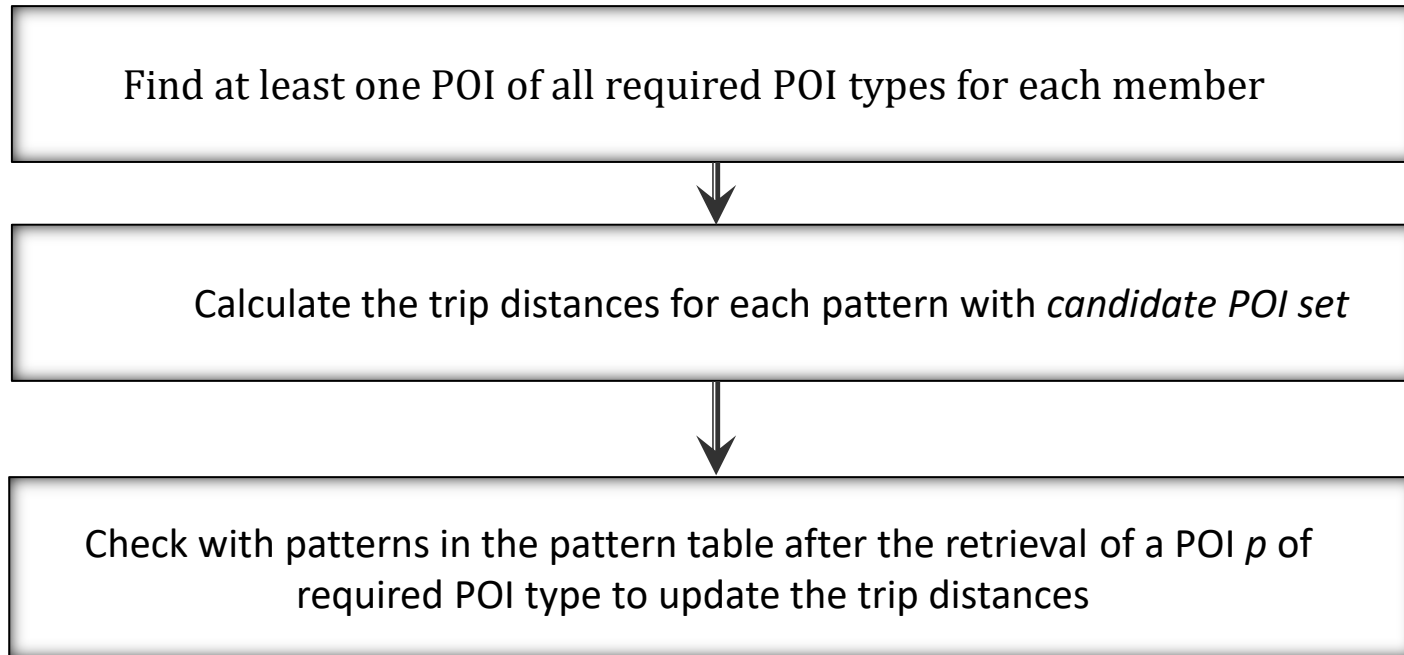 Find at least one POI of all required POI types for each member
Calculate the trip distances for each pattern with candidate POI set
Check with patterns in the pattern table after the retrieval of a POI p of
required POI type to update the trip distances